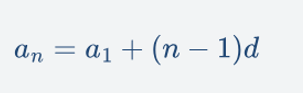 aₙ = a₁ + (n − 1)d